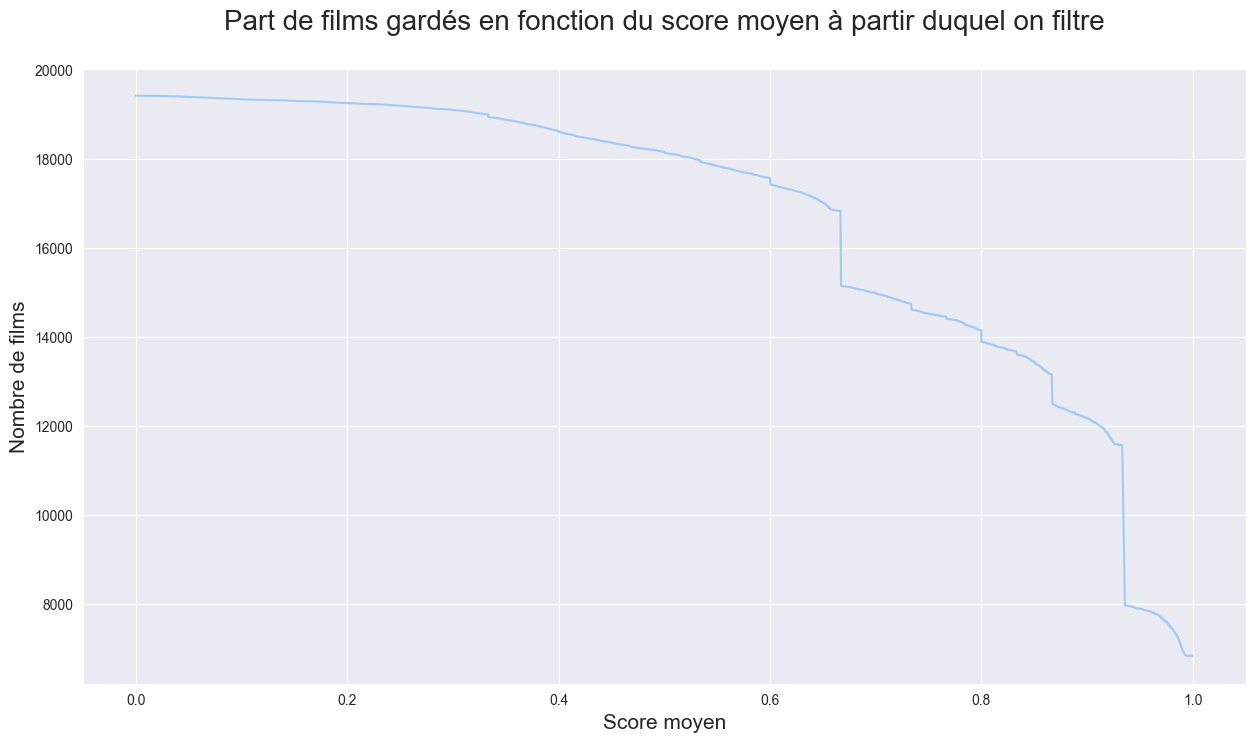 Part de films gardés en fonction du score moyen à partir duquel on filtre
20000
18000
16000
14000
12000
10000
8000
Nombre de films
0.0 0.2 0.4 0.6 0.8 1.0
Score moyen